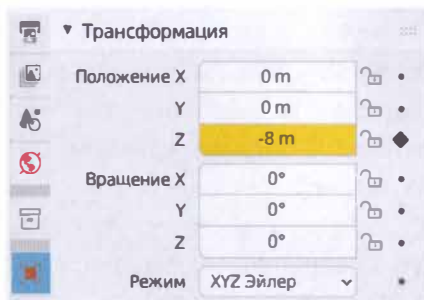 Трансформация
Положение X 0 m
Y 0 m
Z -8 m
Вращение X 0°
Y 0°
Z 0°
Режим XYZ Эйлер